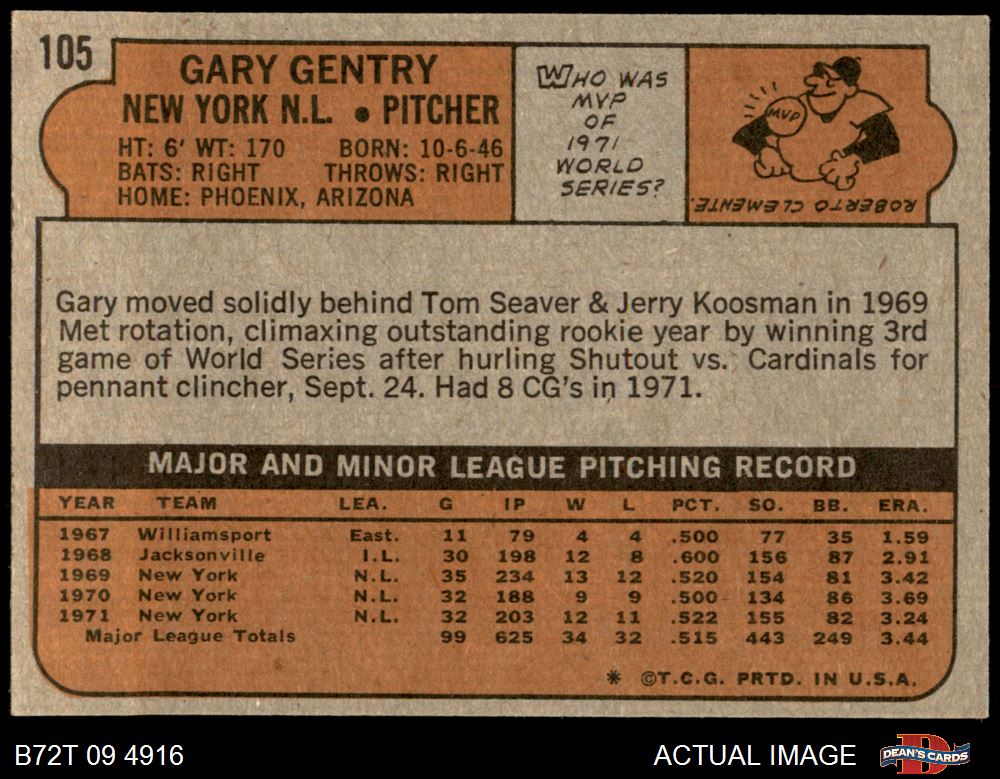 105
GARY GENTRY
NEW YORK N.L. • PITCHER
HT: 6' WT: 170 BORN: 10-6-46
BATS: RIGHT THROWS: RIGHT
HOME: PHOENIX, ARIZONA
WHO WAS
MVP
OF
1971
WORLD
SERIES?
MVP
ROBERTO CLEMENTE.
Gary moved solidly behind Tom Seaver & Jerry Koosman in 1969
Met rotation, climaxing outstanding rookie year by winning 3rd
game of World Series after hurling Shutout vs. Cardinals for
pennant clincher, Sept. 24. Had 8 CG's in 1971.
MAJOR AND MINOR LEAGUE PITCHING RECORD
YEAR TEAM LEA. G IP W L PCT. SO. BB. ERA.
1967 Williamsport East. 11 79 4 4 .500 77 35 1.59
1968 Jacksonville I.L. 30 198 12 8 .600 156 87 2.91
1969 New York N.L. 35 234 13 12 .520 154 81 3.42
1970 New York N.L. 32 188 9 9 .500 134 86 3.69
1971 New York N.L. 32 203 12 11 .522 155 82 3.24
Major League Totals 99 625 34 32 .515 443 249 3.44
* ©T.C.G. PRTD. IN U.S.A.
B72T 09 4916
ACTUAL IMAGE
D
DEAN'S CARDS